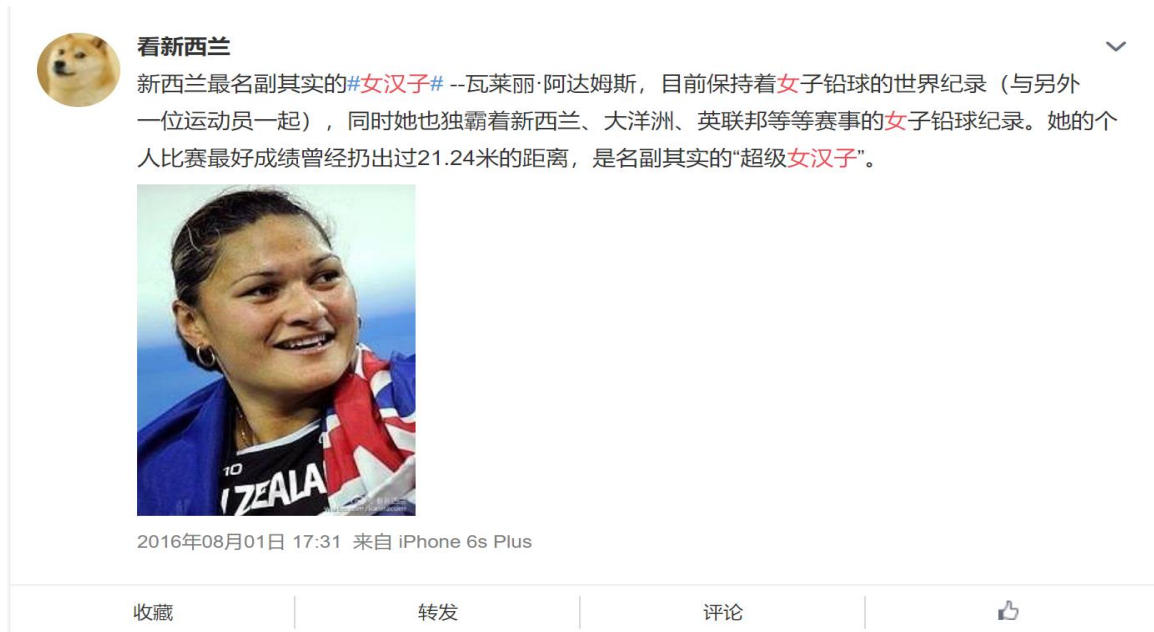 看新西兰
新西兰最名副其实的#女汉子# --瓦莱丽·阿达姆斯，目前保持着女子铅球的世界纪录（与另外
一位运动员一起），同时她也独霸着新西兰、大洋洲、英联邦等等赛事的女子铅球纪录。她的个
人比赛最好成绩曾经扔出过21.24米的距离，是名副其实的“超级女汉子”。
10
ZEALA
2016年08月01日 17:31 来自 iPhone 6s Plus
收藏
转发
评论